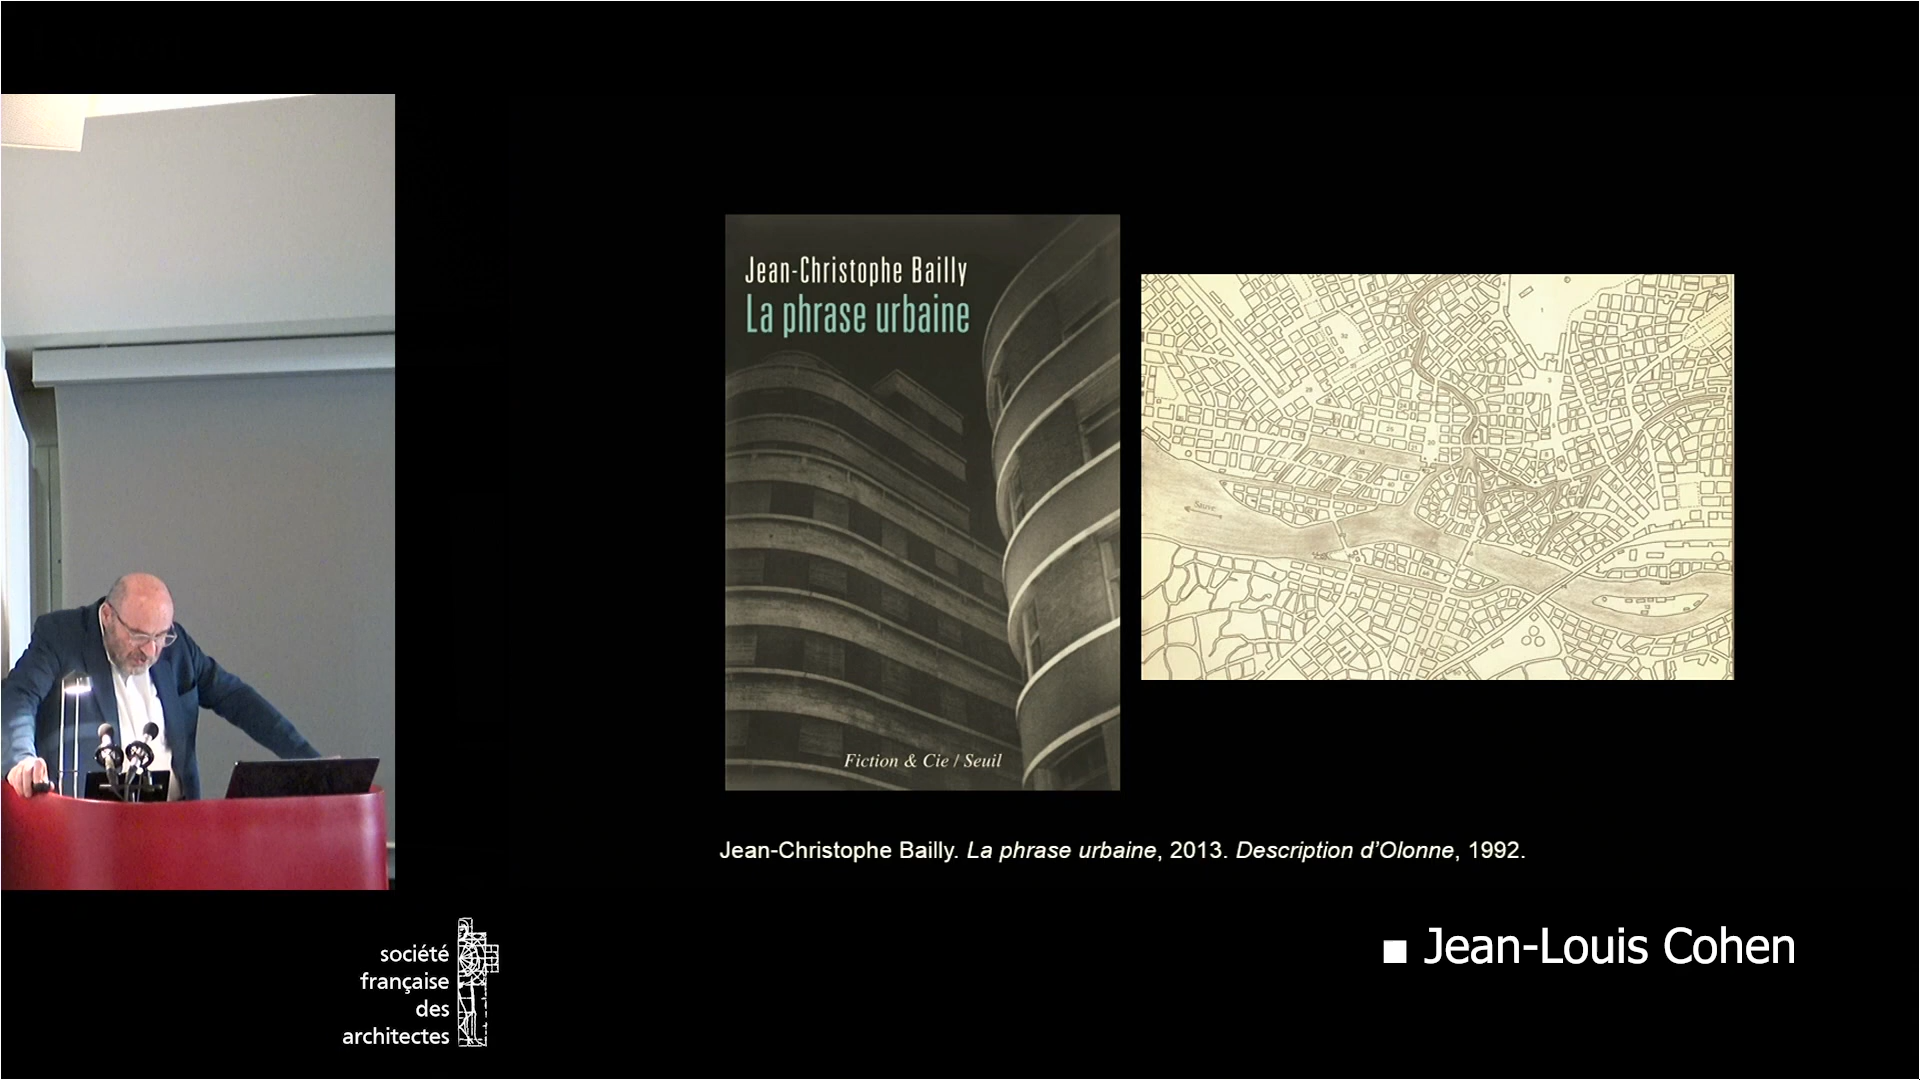 Jean-Christophe Bailly
La phrase urbaine
Fiction & Cie / Seuil
Sauve
Jean-Christophe Bailly. La phrase urbaine, 2013. Description d’Olonne, 1992.
■ Jean-Louis Cohen
société
française
des
architectes